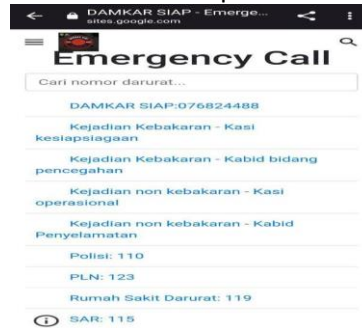 DAMKAR SIAP - Emerge...
sites.google.com
Emergency Call
Cari nomor darurat...
DAMKAR SIAP:076824488
Kejadian Kebakaran - Kasi
kesiapsiagaan
Kejadian Kebakaran - Kabid bidang
pencegahan
Kejadian non kebakaran - Kasi
operasional
Kejadian non kebakaran - Kabid
Penyelamatan
Polisi: 110
PLN: 123
Rumah Sakit Darurat: 119
SAR: 115